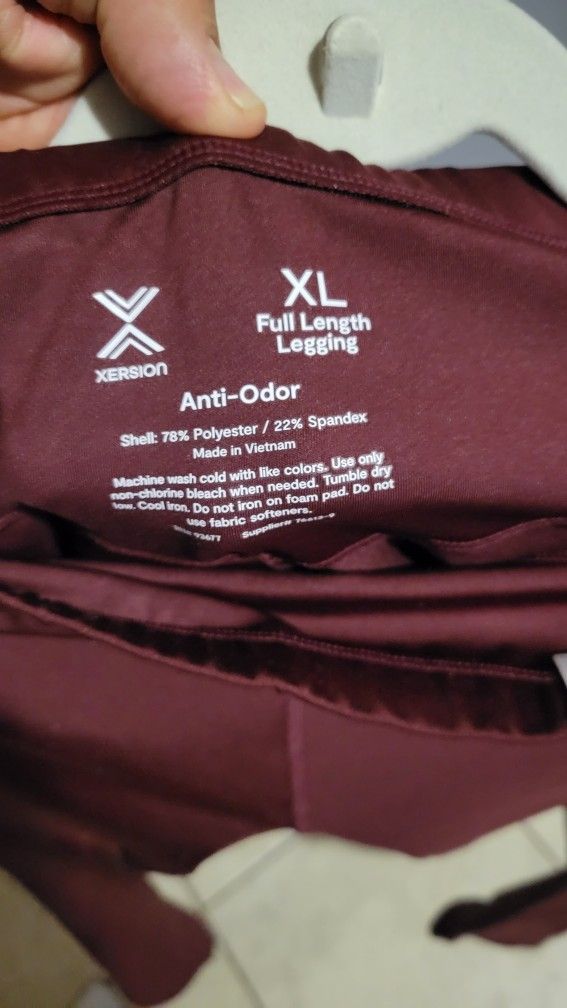 XERSION
XL
Full Length
Legging
Anti-Odor
Shell: 78% Polyester / 22% Spandex
Made in Vietnam
Machine wash cold with like colors. Use only
non-chlorine bleach when needed. Tumble dry
low. Cool Iron. Do not iron on foam pad. Do not
use fabric softeners.
93677 Supplier#